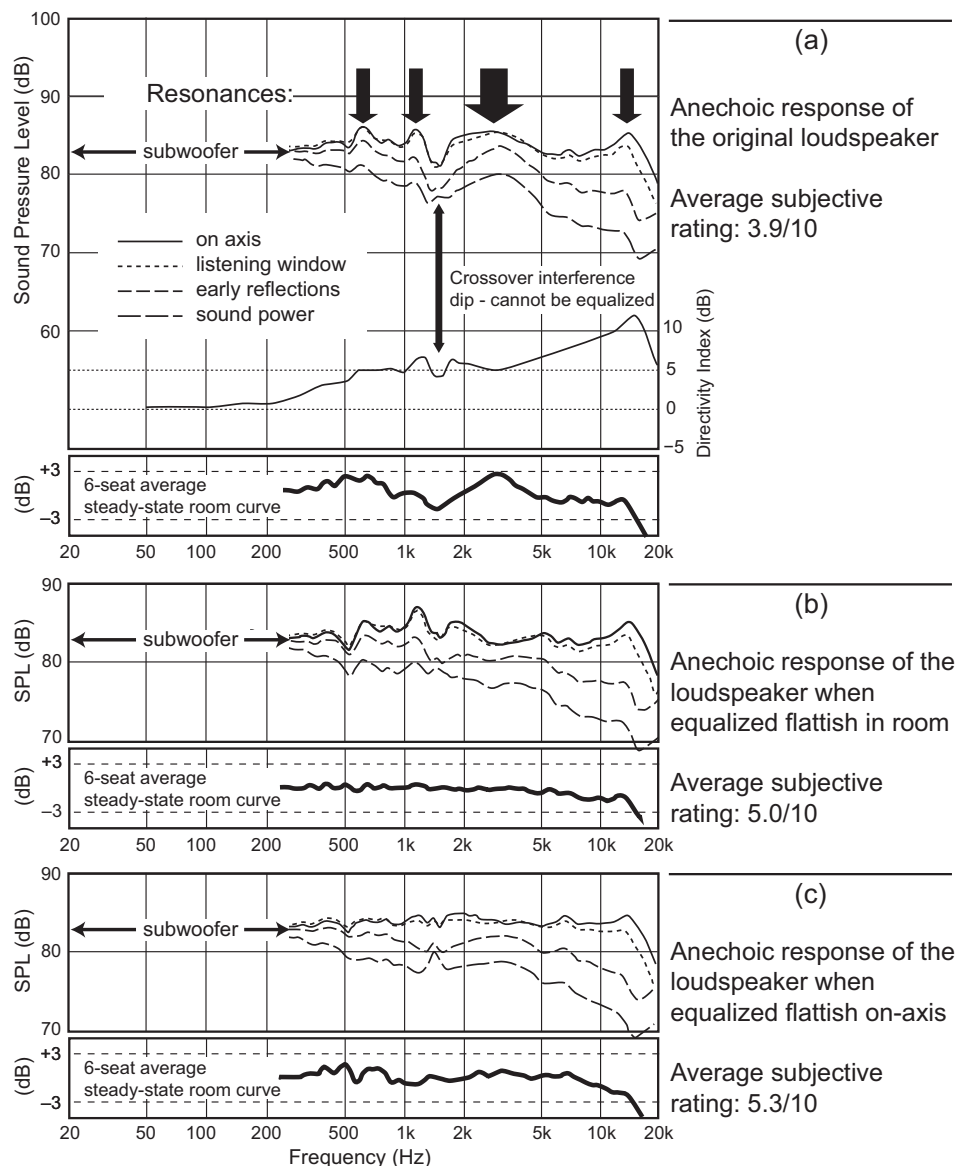 100
90
80
70
60
Sound Pressure Level (dB)
Resonances:
subwoofer
on axis
listening window
early reflections
sound power
Crossover interference
dip - cannot be equalized
10
5
0
–5
Directivity Index (dB)
+3
–3
(dB)
6-seat average
steady-state room curve
20 50 100 200 500 1k 2k 5k 10k 20k
(a)
Anechoic response of
the original loudspeaker
Average subjective
rating: 3.9/10
90
80
70
SPL (dB)
subwoofer
+3
–3
(dB)
6-seat average
steady-state room curve
20 50 100 200 500 1k 2k 5k 10k 20k
(b)
Anechoic response of the
loudspeaker when
equalized flattish in room
Average subjective
rating: 5.0/10
90
80
70
SPL (dB)
subwoofer
+3
–3
(dB)
6-seat average
steady-state room curve
20 50 100 200 500 1k 2k 5k 10k 20k
Frequency (Hz)
(c)
Anechoic response of the
loudspeaker when
equalized flattish on-axis
Average subjective
rating: 5.3/10